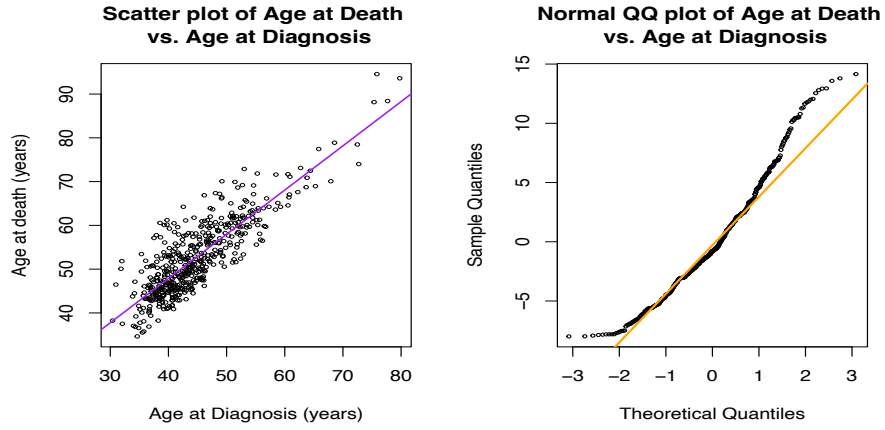 Scatter plot of Age at Death
vs. Age at Diagnosis
Age at death (years)
90
80
70
60
50
40
30 40 50 60 70 80
Age at Diagnosis (years)
Normal QQ plot of Age at Death
vs. Age at Diagnosis
Sample Quantiles
15
10
5
0
−5
−3 −2 −1 0 1 2 3
Theoretical Quantiles